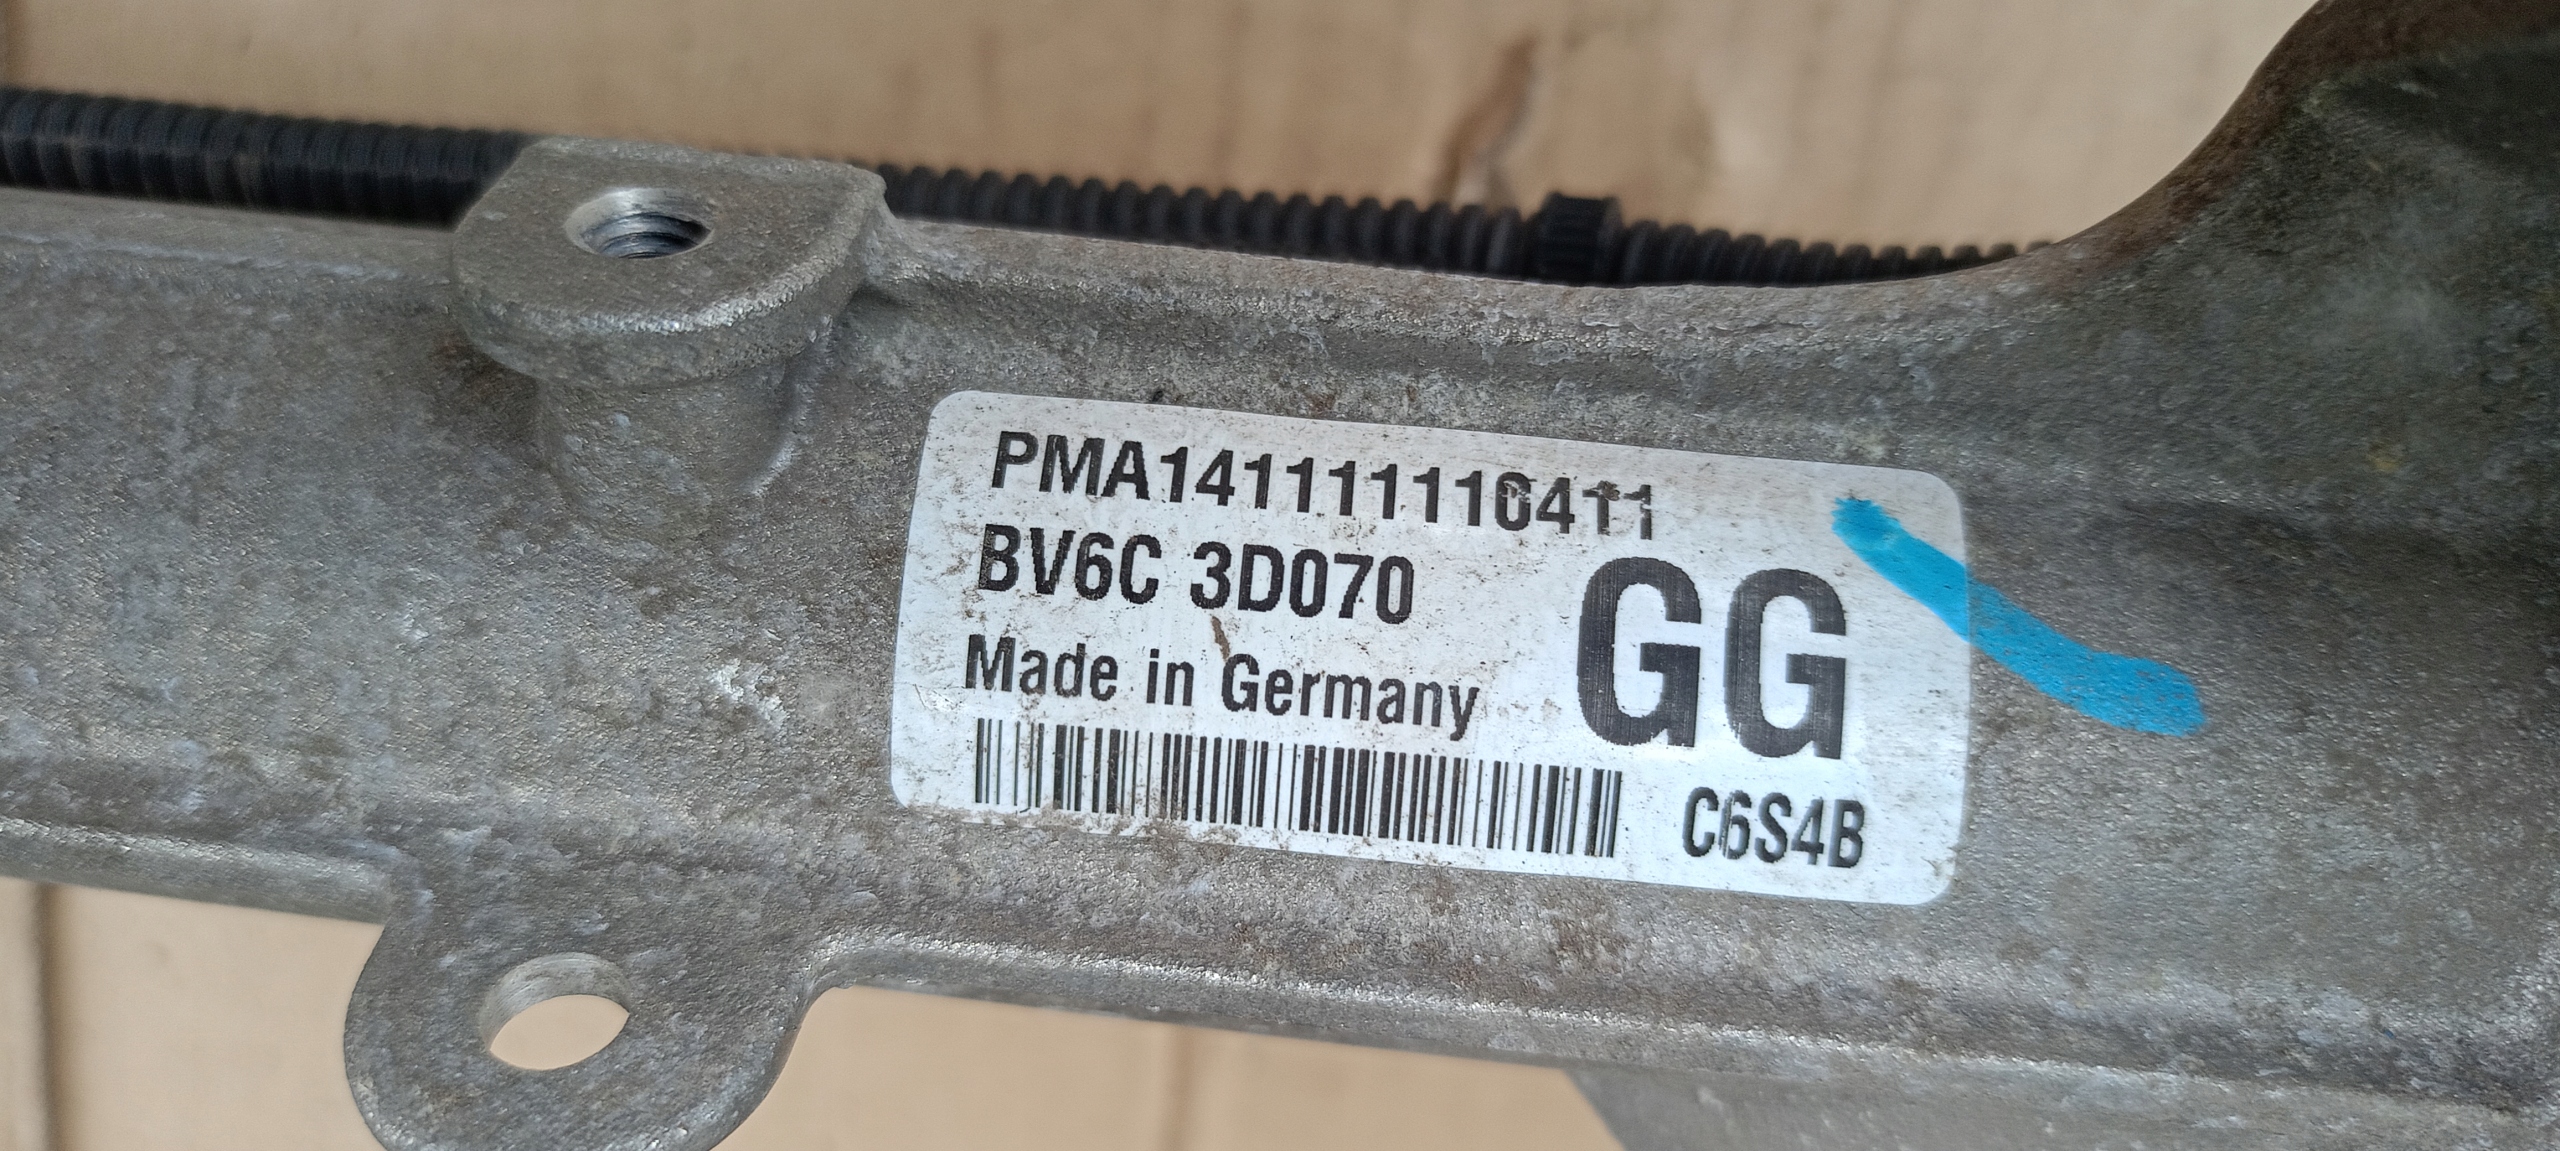 PMA141111110411
BV6C 3D070
GG
Made in Germany
C6S4B